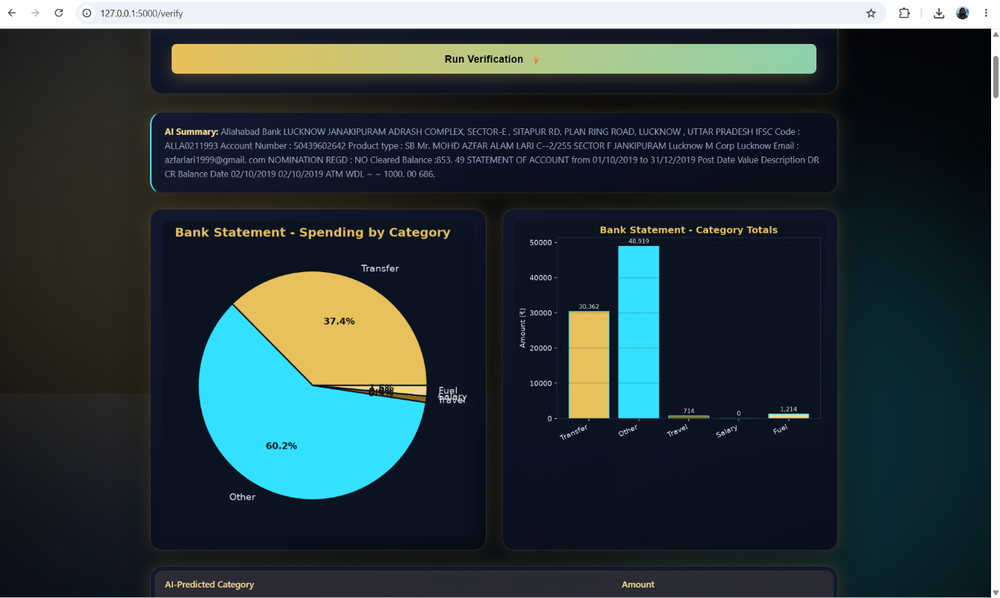 127.0.0.1:5000/verify
Run Verification
AI Summary: Allahabad Bank LUCKNOW JANAKIPURAM ADRASH COMPLEX, SECTOR-E , SITAPUR RD, PLAN RING ROAD, LUCKNOW , UTTAR PRADESH IFSC Code :
ALLA0211993 Account Number : 50439602642 Product type : SB Mr. MOHD AZFAR ALAM LARI C--2/255 SECTOR F JANKIPURAM Lucknow M Corp Lucknow Email :
azfarlari1999@gmail. com NOMINATION REGD : NO Cleared Balance :853. 49 STATEMENT OF ACCOUNT from 01/10/2019 to 31/12/2019 Post Date Value Description DR
CR Balance Date 02/10/2019 02/10/2019 ATM WDL ~ ~ 1000. 00 686.
Bank Statement - Spending by Category
Transfer
37.4%
Fuel
Salary
Travel
60.2%
Other
Bank Statement - Category Totals
Amount (₹)
50000
40000
30000
20000
10000
0
30,362
48,919
714
0
1,214
Transfer
Other
Travel
Salary
Fuel
AI-Predicted Category
Amount